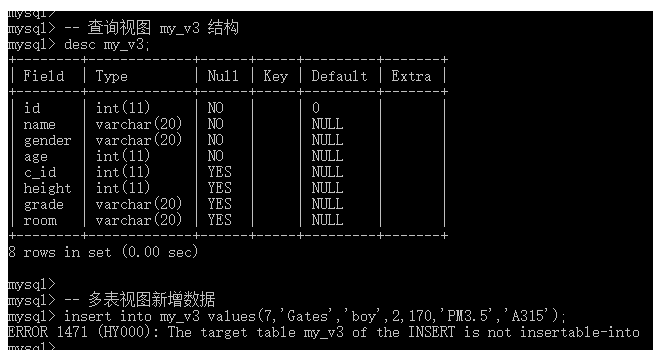 mysql>
mysql> -- 查询视图 my_v3 结构
mysql> desc my_v3;
+--------+-------------+------+-----+---------+-------+
| Field | Type | Null | Key | Default | Extra |
+--------+-------------+------+-----+---------+-------+
| id | int(11) | NO | | 0 | |
| name | varchar(20) | NO | | NULL | |
| gender | varchar(20) | NO | | NULL | |
| age | int(11) | NO | | NULL | |
| c_id | int(11) | YES | | NULL | |
| height | int(11) | YES | | NULL | |
| grade | varchar(20) | YES | | NULL | |
| room | varchar(20) | YES | | NULL | |
+--------+-------------+------+-----+---------+-------+
8 rows in set (0.00 sec)
mysql>
mysql> -- 多表视图新增数据
mysql> insert into my_v3 values(7,'Gates','boy',2,170,'PM3.5','A315');
ERROR 1471 (HY000): The target table my_v3 of the INSERT is not insertable-into
mysql>